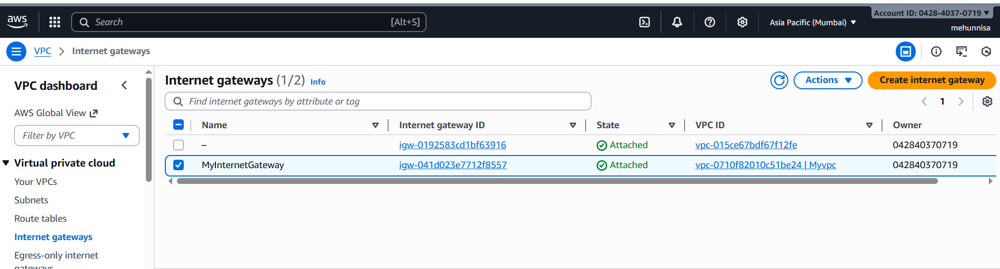 aws
Search [Alt+S]
Asia Pacific (Mumbai)
Account ID: 0428-4037-0719
mehunnisa
VPC > Internet gateways
VPC dashboard
AWS Global View
Filter by VPC
Virtual private cloud
Your VPCs
Subnets
Route tables
Internet gateways
Egress-only internet
gateways
Internet gateways (1/2) Info
Actions
Create internet gateway
Find internet gateways by attribute or tag
1
Name Internet gateway ID State VPC ID Owner
– igw-0192583cd1bf63916 Attached vpc-015ce67bdf67f12fe 042840370719
MyInternetGateway igw-041d023e7712f8557 Attached vpc-0710f82010c51be24 | Myvpc 042840370719